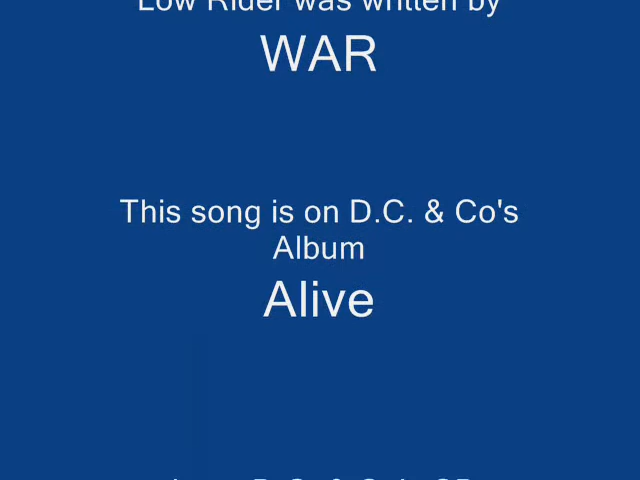 Low Rider was written by
WAR
This song is on D.C. & Co's
Album
Alive